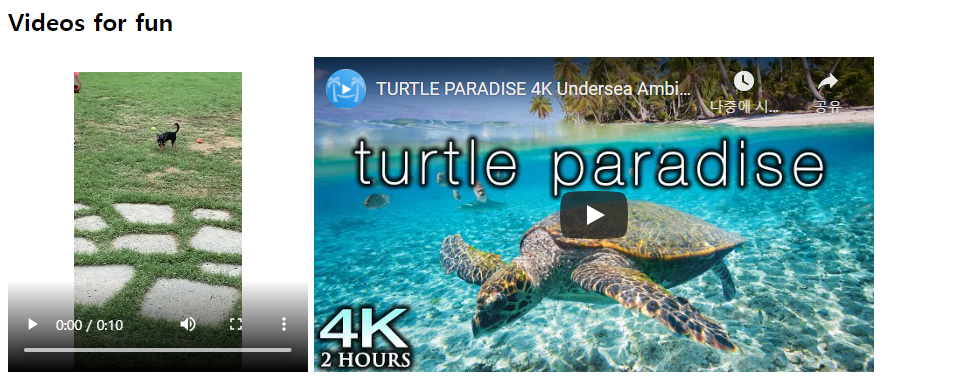 Videos for fun
TURTLE PARADISE 4K Undersea Ambi...
나중에 시...
공유
turtle paradise
0:00 / 0:10
4K
2 HOURS